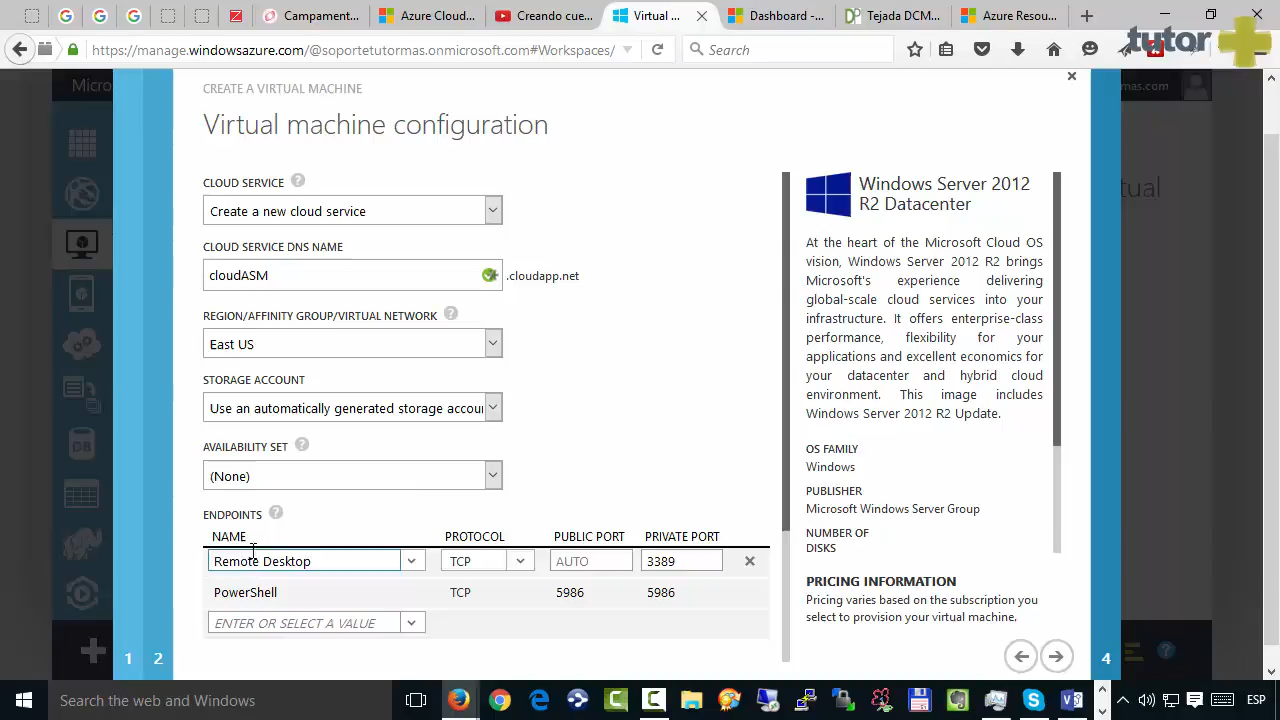 Campament...
Azure Cloud...
Creando cue...
Virtual ...
Dashboard - ...
Tejada DCM...
Azure Resou...
https://manage.windowsazure.com/@soportetutormas.onmicrosoft.com#Workspaces/
Search
tutor
Micro
mas.com
CREATE A VIRTUAL MACHINE
Virtual machine configuration
tual
CLOUD SERVICE ?
Create a new cloud service
CLOUD SERVICE DNS NAME
cloudASM
.cloudapp.net
REGION/AFFINITY GROUP/VIRTUAL NETWORK ?
East US
STORAGE ACCOUNT
Use an automatically generated storage accou
AVAILABILITY SET ?
(None)
ENDPOINTS ?
NAME PROTOCOL PUBLIC PORT PRIVATE PORT
Remote Desktop TCP AUTO 3389
PowerShell TCP 5986 5986
ENTER OR SELECT A VALUE
Windows Server 2012
R2 Datacenter
At the heart of the Microsoft Cloud OS
vision, Windows Server 2012 R2 brings
Microsoft's experience delivering
global-scale cloud services into your
infrastructure. It offers enterprise-class
performance, flexibility for your
applications and excellent economics for
your datacenter and hybrid cloud
environment. This image includes
Windows Server 2012 R2 Update.
OS FAMILY
Windows
PUBLISHER
Microsoft Windows Server Group
NUMBER OF
DISKS
PRICING INFORMATION
Pricing varies based on the subscription you
select to provision your virtual machine.
1 2
4
?
Search the web and Windows
ESP